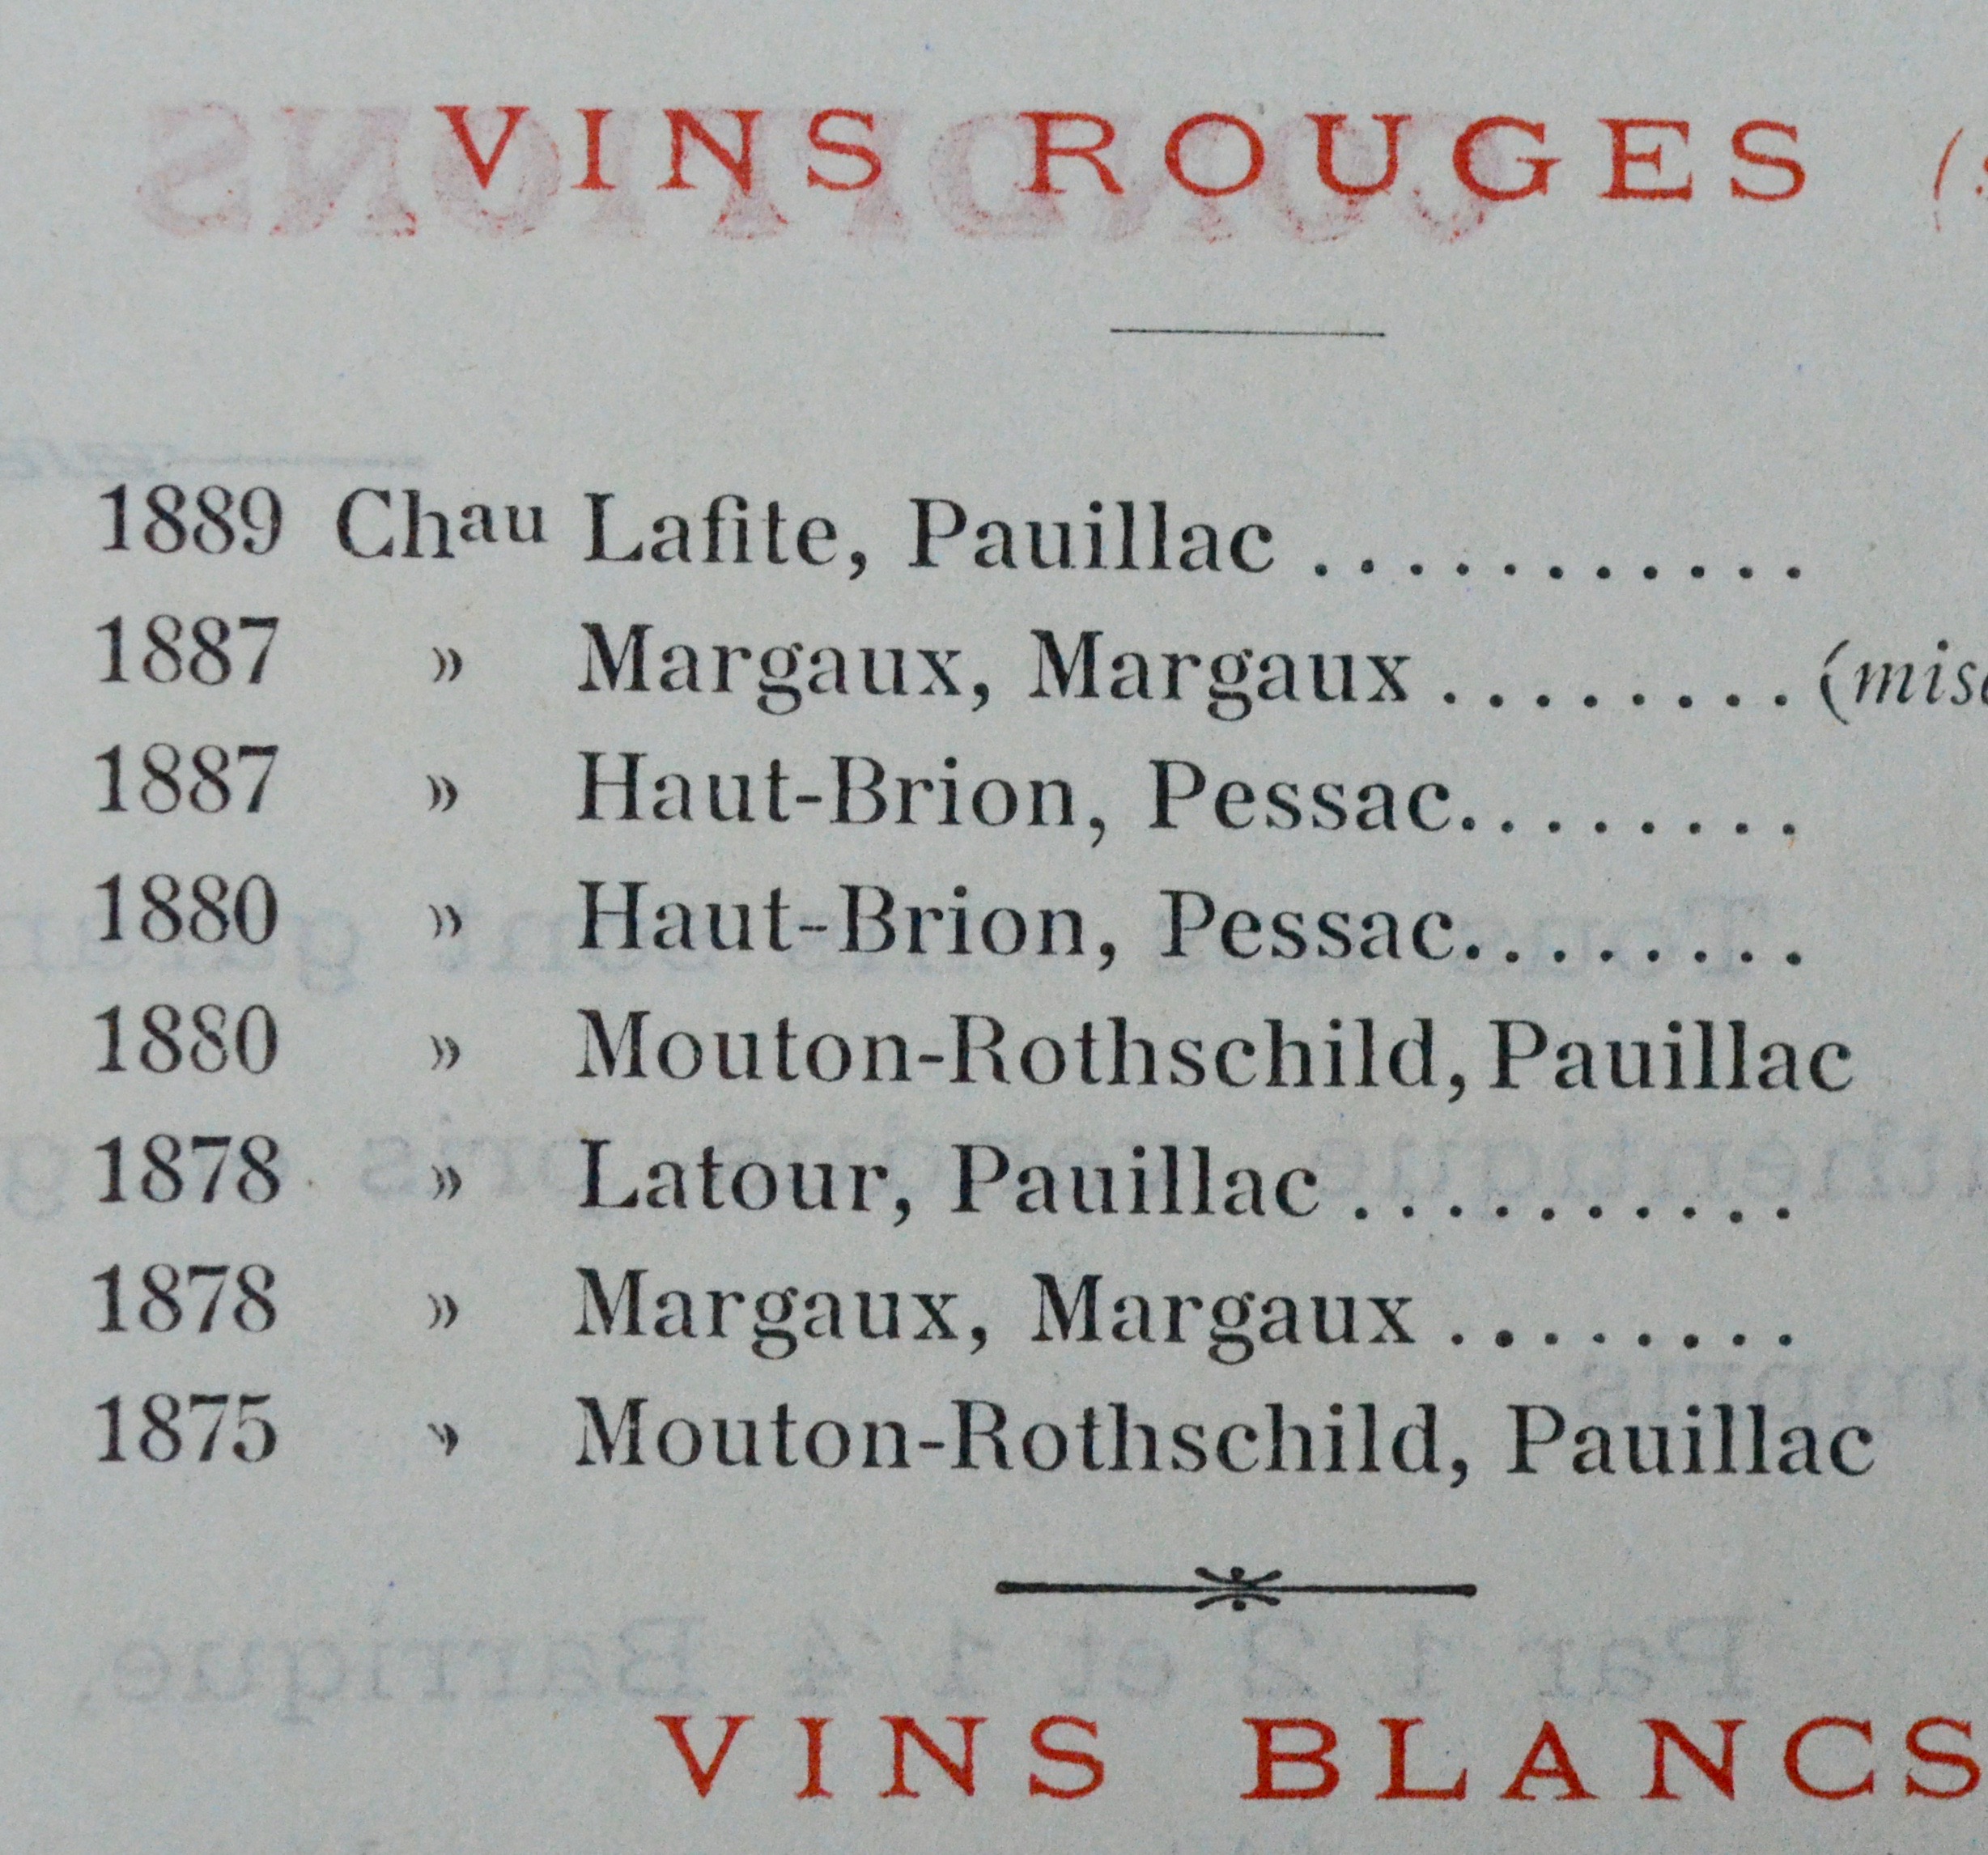 VINS ROUGES
1889 Chau Lafite, Pauillac ............
1887 » Margaux, Margaux ........
1887 » Haut-Brion, Pessac........
1880 » Haut-Brion, Pessac........
1880 » Mouton-Rothschild, Pauillac
1878 » Latour, Pauillac ..........
1878 » Margaux, Margaux ........
1875 » Mouton-Rothschild, Pauillac
VINS BLANCS